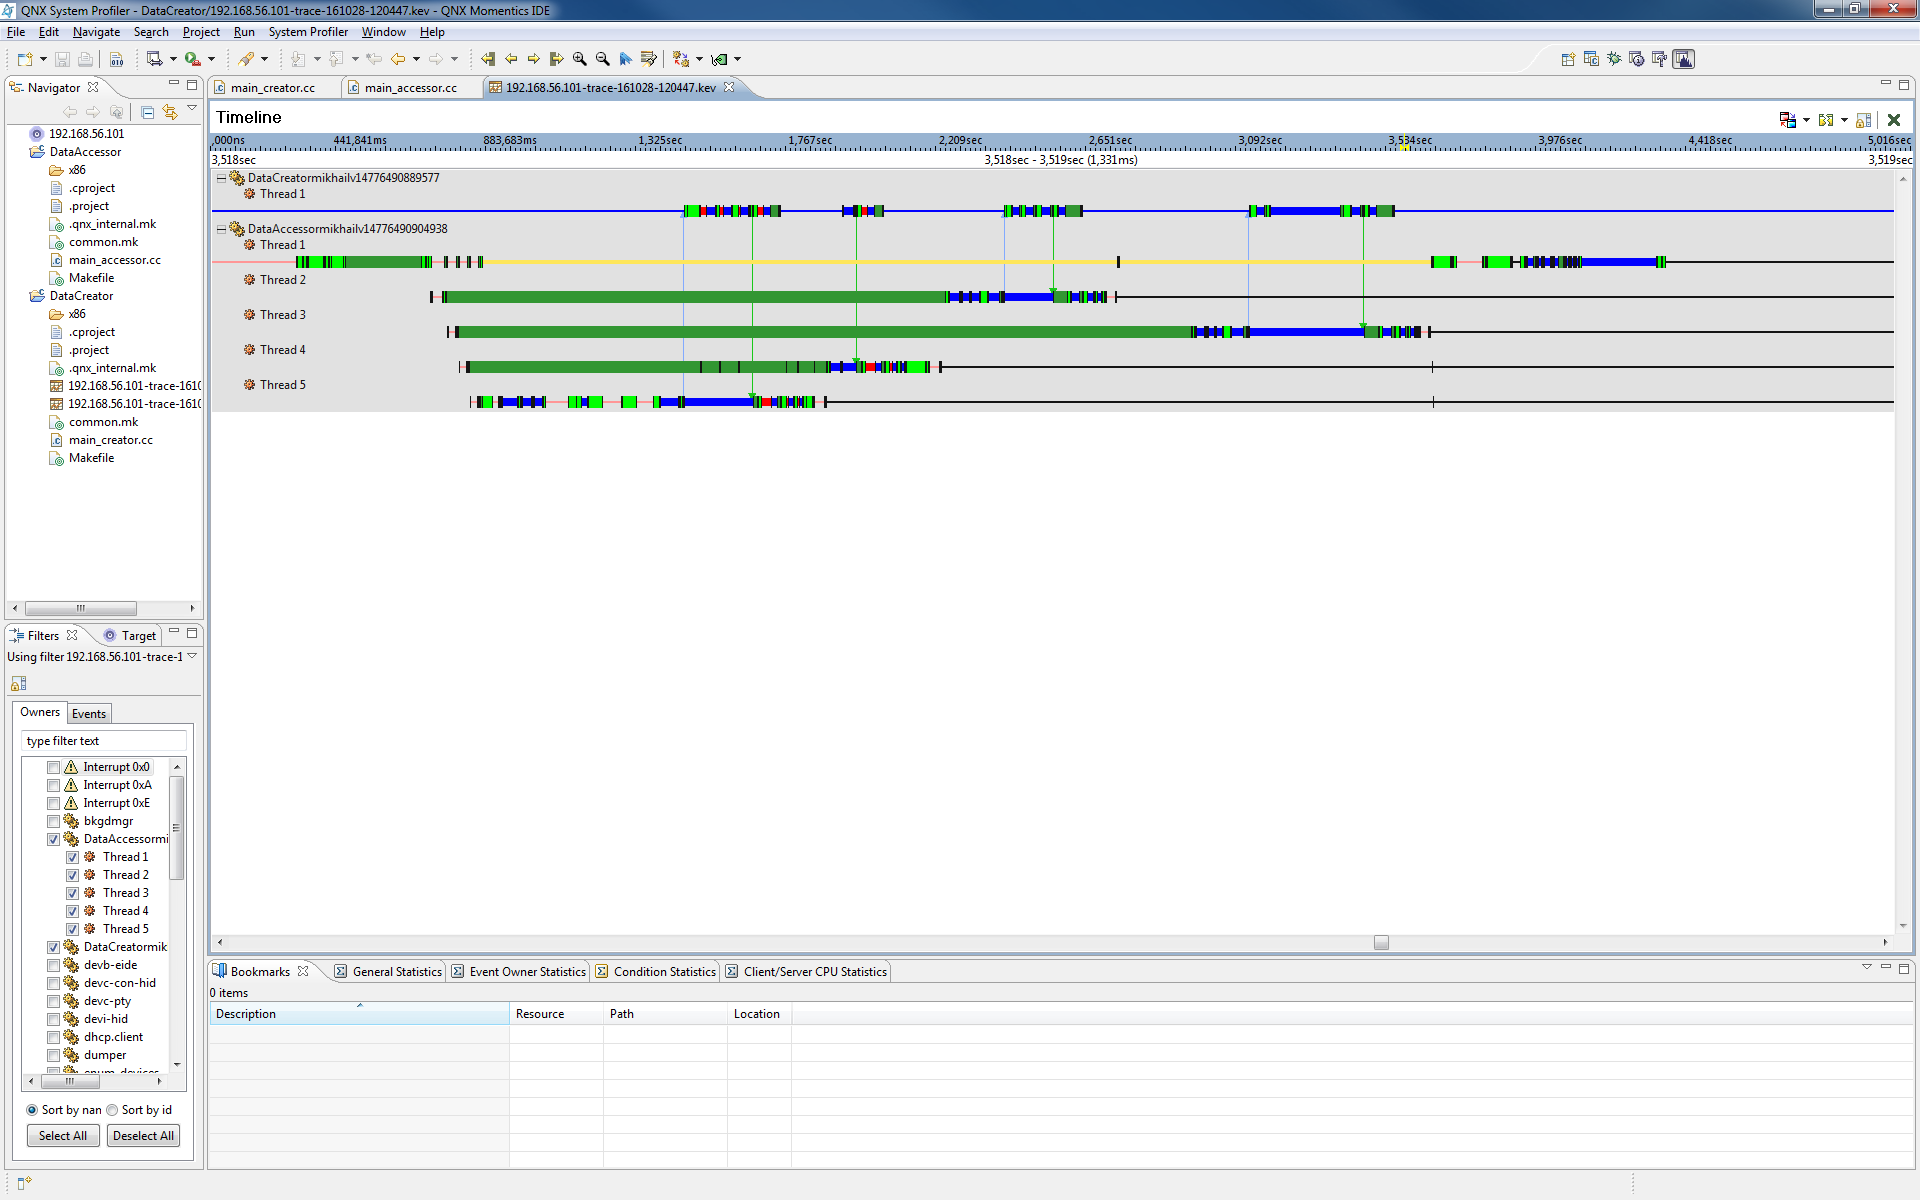 QNX System Profiler - DataCreator/192.168.56.101-trace-161028-120447.kev - QNX Momentics IDE
File Edit Navigate Search Project Run System Profiler Window Help
Navigator
192.168.56.101
DataAccessor
x86
.cproject
.project
.qnx_internal.mk
common.mk
main_accessor.cc
Makefile
DataCreator
x86
.cproject
.project
.qnx_internal.mk
192.168.56.101-trace-1610
192.168.56.101-trace-1610
common.mk
main_creator.cc
Makefile
main_creator.cc main_accessor.cc 192.168.56.101-trace-161028-120447.kev
Timeline
,000ns 441,841ms 883,683ms 1,325sec 1,767sec 2,209sec 2,651sec 3,092sec 3,534sec 3,976sec 4,418sec 5,016sec
3,518sec 3,518sec - 3,519sec (1,331ms) 3,519sec
DataCreatormikhailv14776490889577
Thread 1
DataAccessormikhailv14776490904938
Thread 1
Thread 2
Thread 3
Thread 4
Thread 5
Filters Target
Using filter 192.168.56.101-trace-1
Owners Events
type filter text
Interrupt 0x0
Interrupt 0xA
Interrupt 0xE
bkgdmgr
DataAccessormi
Thread 1
Thread 2
Thread 3
Thread 4
Thread 5
DataCreatormik
devb-eide
devc-con-hid
devc-pty
devi-hid
dhcp.client
dumper
enum-devices
Sort by nan Sort by id
Select All Deselect All
Bookmarks General Statistics Event Owner Statistics Condition Statistics Client/Server CPU Statistics
0 items
Description Resource Path Location